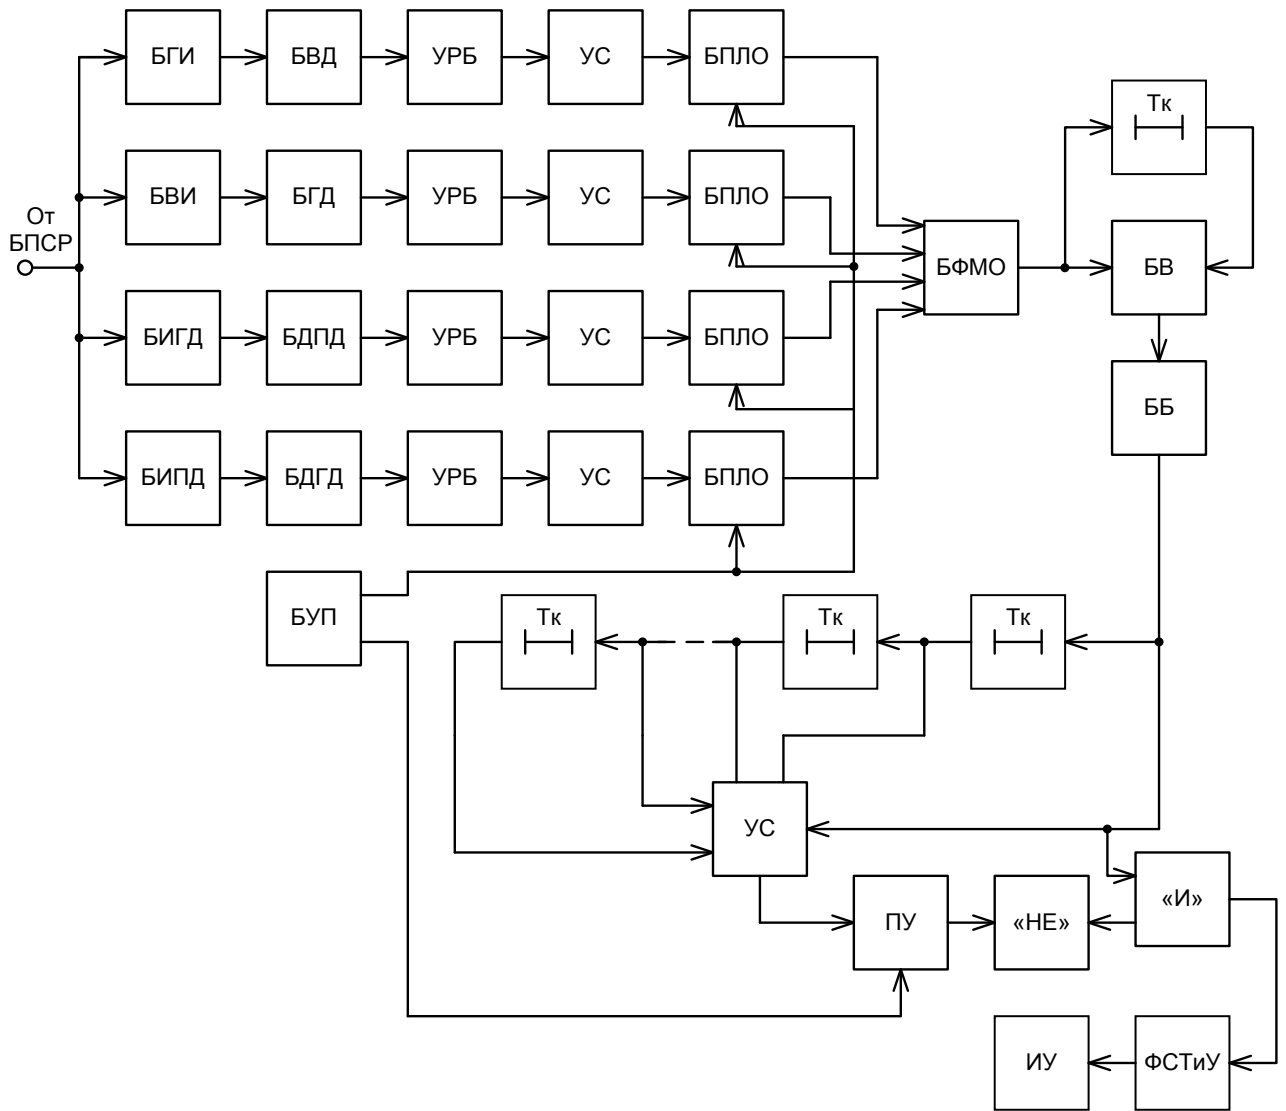 БГИ
БВД
УРБ
УС
БПЛО
Тк
БВИ
БГД
УРБ
УС
БПЛО
От
БПСР
БФМО
БВ
БИГД
БДПД
УРБ
УС
БПЛО
ББ
БИПД
БДГД
УРБ
УС
БПЛО
БУП
Тк
Тк
Тк
УС
«И»
ПУ
«НЕ»
ИУ
ФСТиУ